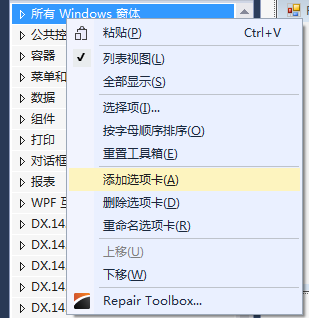 所有 Windows 窗体
公共控
容器
菜单和
数据
组件
打印
对话框
报表
WPF 互
DX.14
DX.14
DX.14
DX.14
DX.14
粘贴(P) Ctrl+V
列表视图(L)
全部显示(S)
选择项(I)...
按字母顺序排序(O)
重置工具箱(E)
添加选项卡(A)
删除选项卡(D)
重命名选项卡(R)
上移(U)
下移(W)
Repair Toolbox...